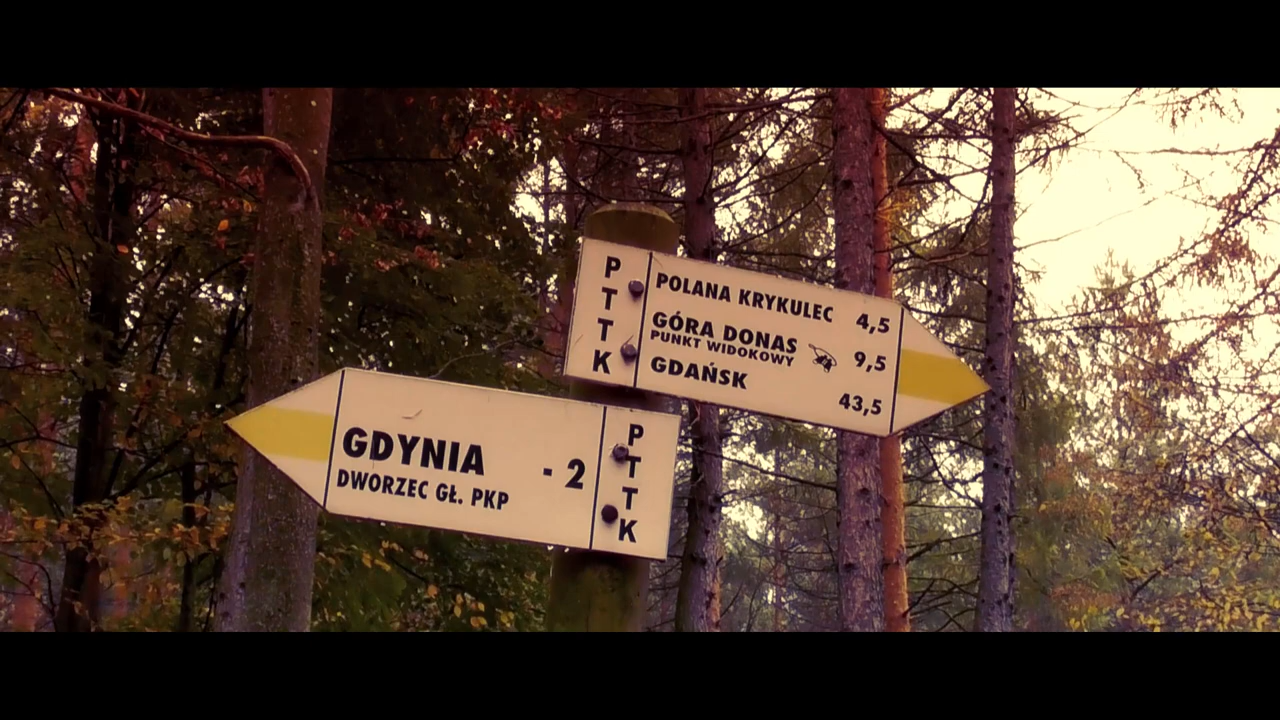 PTTK
POLANA KRYKULEC 4,5
GÓRA DONAS 9,5
PUNKT WIDOKOWY
GDAŃSK 43,5
GDYNIA - 2
DWORZEC GŁ. PKP
PTTK